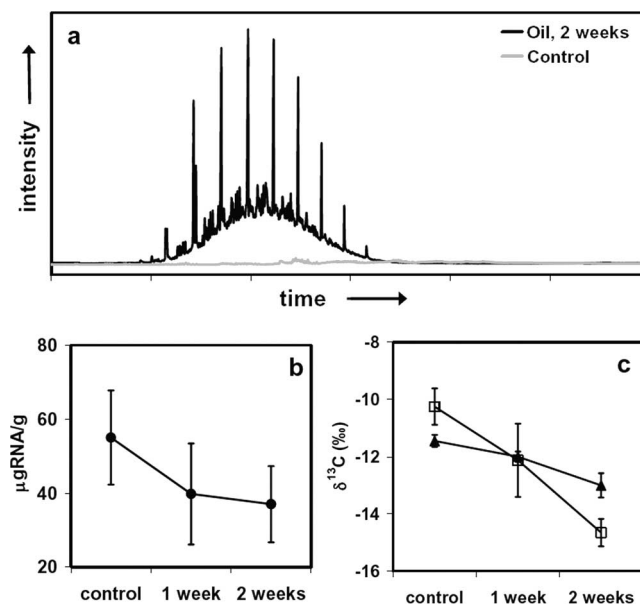 a
Oil, 2 weeks
Control
intensity
time
b
80
60
40
20
μgRNA/g
control 1 week 2 weeks
c
-8
-10
-12
-14
-16
δ ¹³C (‰)
control 1 week 2 weeks